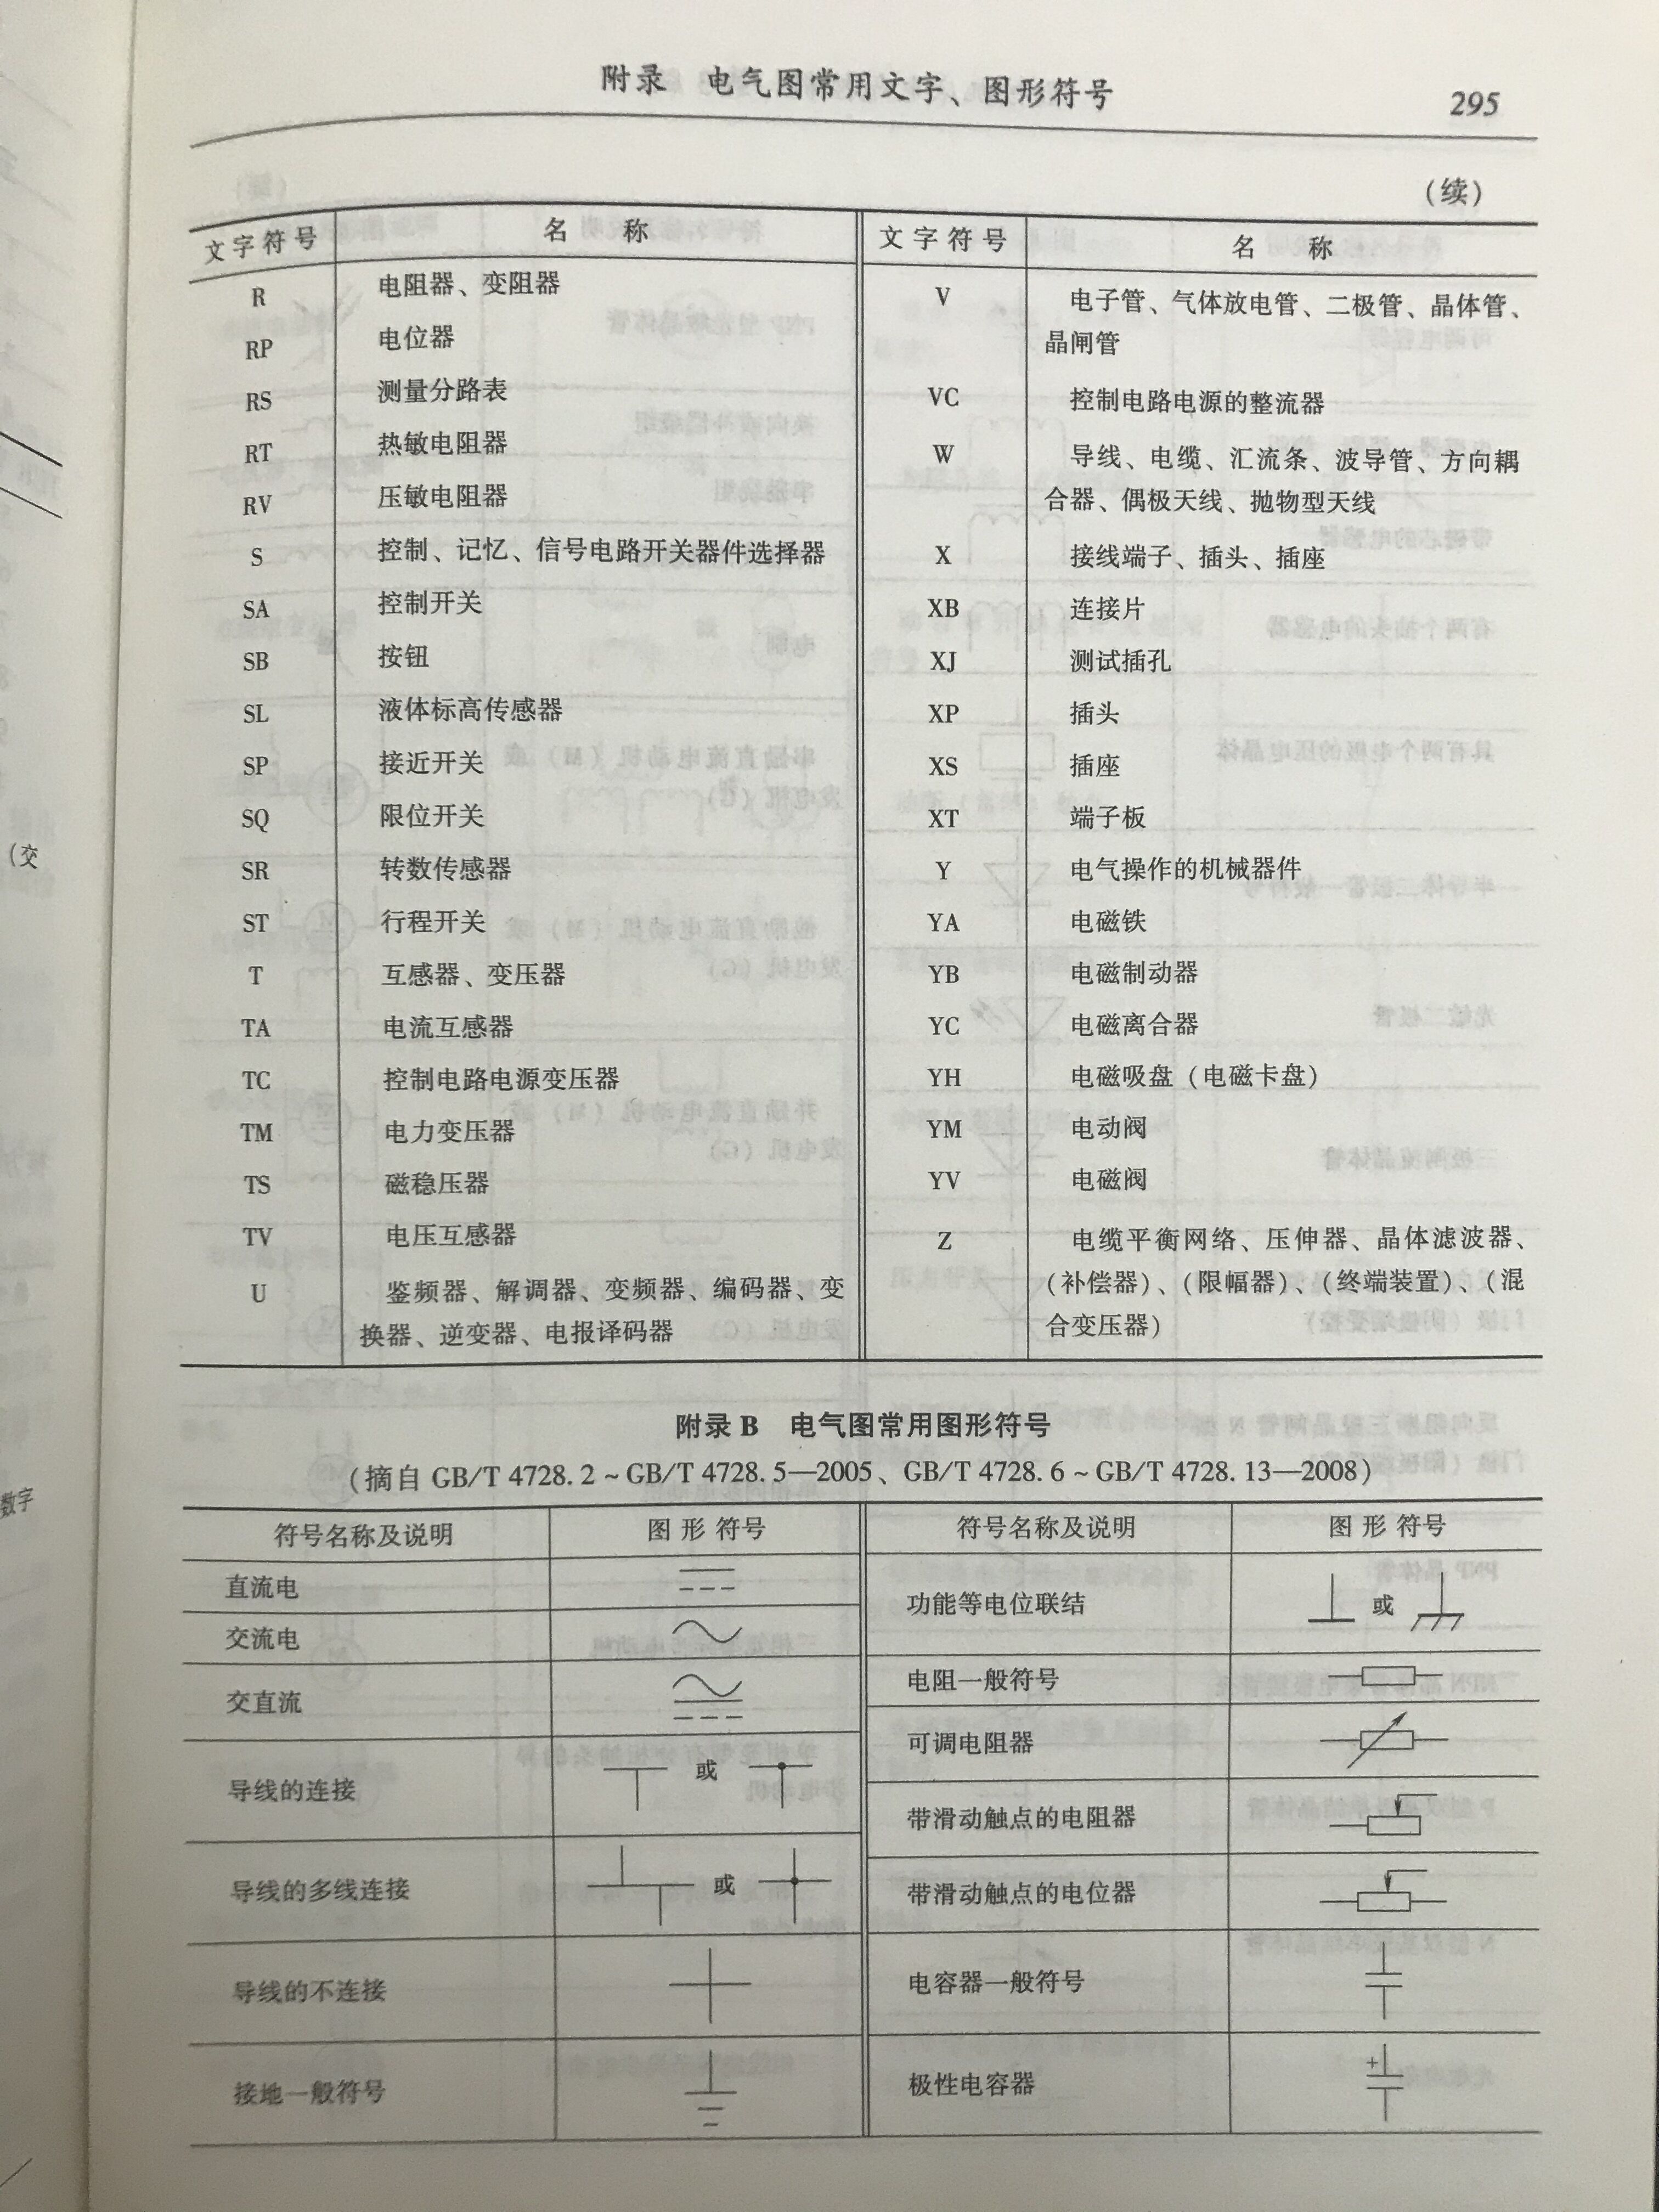 附录 电气图常用文字、图形符号 295
(续)
文字符号 名 称
R 电阻器、变阻器
RP 电位器
RS 测量分路表
RT 热敏电阻器
RV 压敏电阻器
S 控制、记忆、信号电路开关器件选择器
SA 控制开关
SB 按钮
SL 液体标高传感器
SP 接近开关
SQ 限位开关
SR 转数传感器
ST 行程开关
T 互感器、变压器
TA 电流互感器
TC 控制电路电源变压器
TM 电力变压器
TS 磁稳压器
TV 电压互感器
U 鉴频器、解调器、变频器、编码器、变
换器、逆变器、电报译码器
文字符号 名 称
V 电子管、气体放电管、二极管、晶体管、
晶闸管
VC 控制电路电源的整流器
W 导线、电缆、汇流条、波导管、方向耦
合器、偶极天线、抛物型天线
X 接线端子、插头、插座
XB 连接片
XJ 测试插孔
XP 插头
XS 插座
XT 端子板
Y 电气操作的机械器件
YA 电磁铁
YB 电磁制动器
YC 电磁离合器
YH 电磁吸盘(电磁卡盘)
YM 电动阀
YV 电磁阀
Z 电缆平衡网络、压伸器、晶体滤波器、
(补偿器)、(限幅器)、(终端装置)、(混
合变压器)
附录 B 电气图常用图形符号
(摘自 GB/T 4728.2~GB/T 4728.5—2005、GB/T 4728.6~GB/T 4728.13—2008)
符号名称及说明 图形符号
直流电
交流电
交直流
导线的连接 或
导线的多线连接 或
导线的不连接
接地一般符号
符号名称及说明 图形符号
功能等电位联结 或
电阻一般符号
可调电阻器
带滑动触点的电阻器
带滑动触点的电位器
电容器一般符号
极性电容器 +
(交
数字